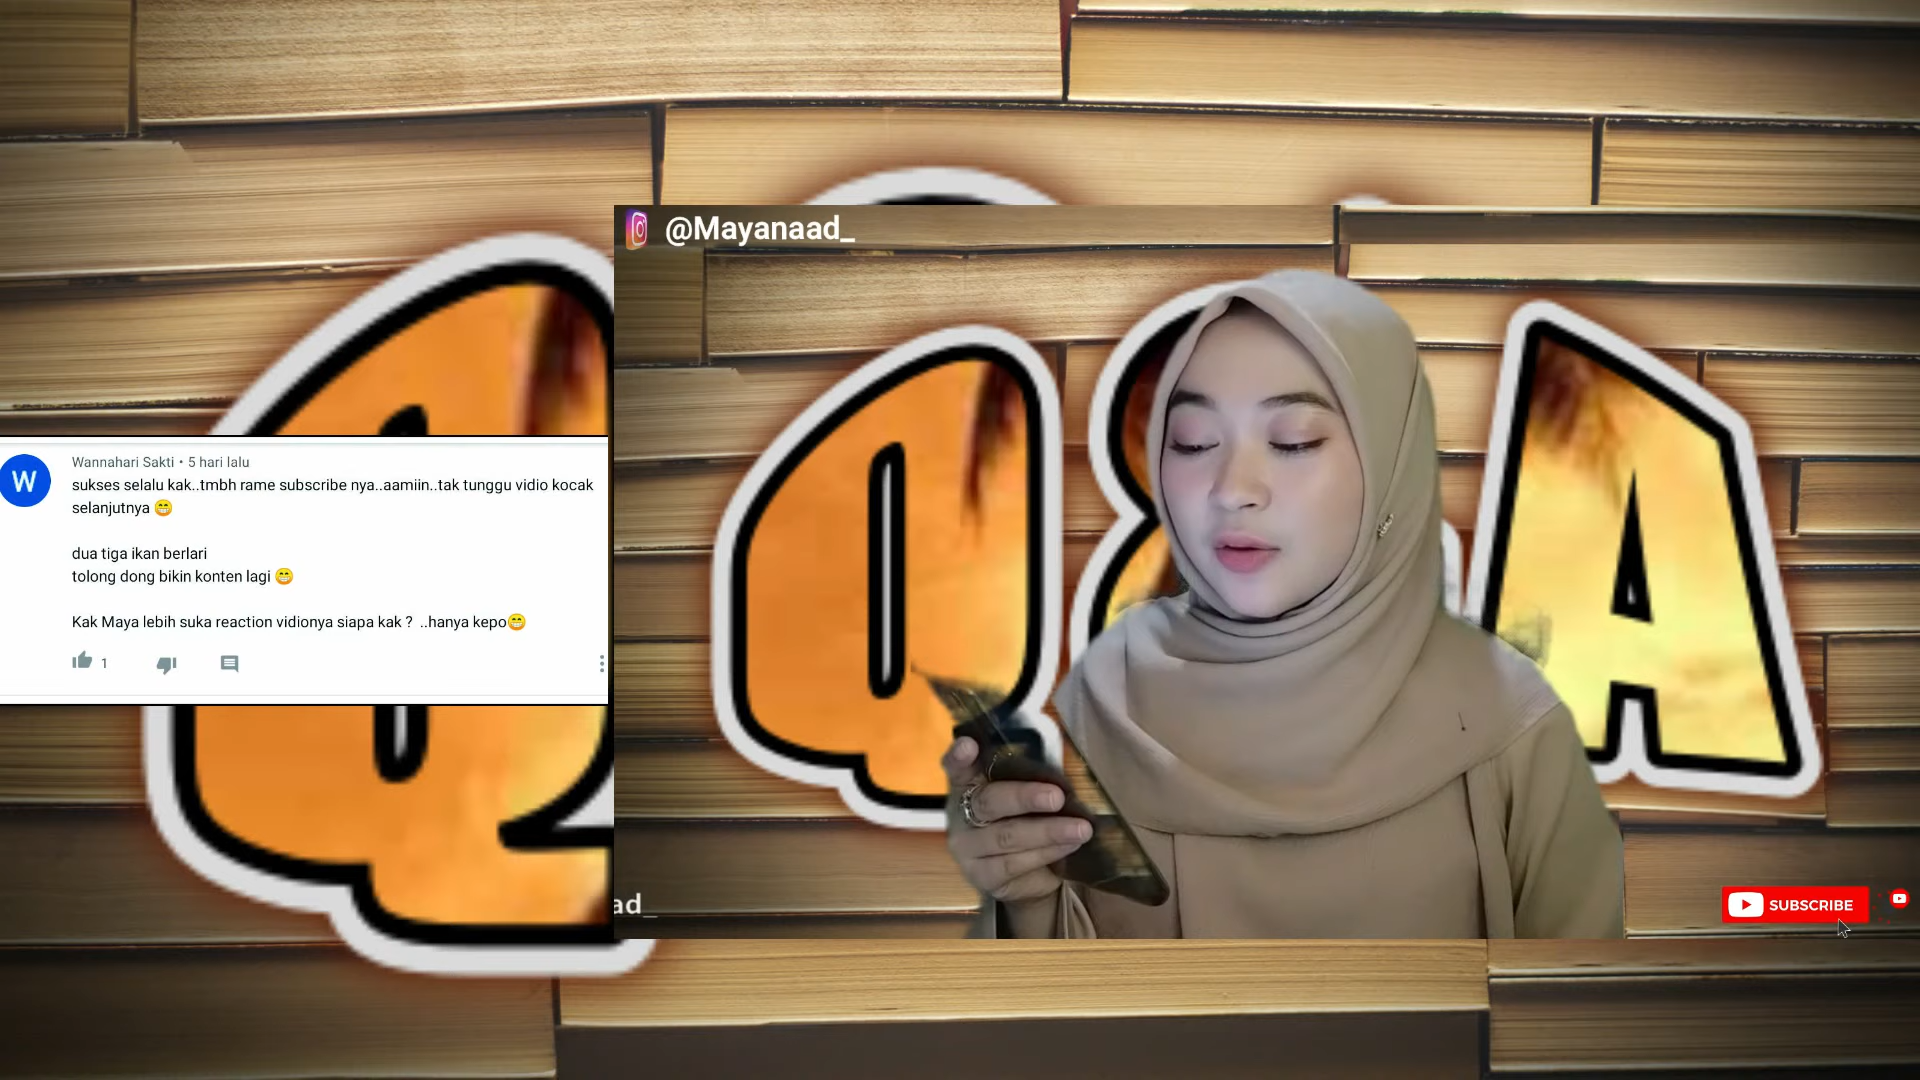 @Mayanaad_
Q&A
Wannahari Sakti • 5 hari lalu
W
sukses selalu kak..tmbh rame subscribe nya..aamiin..tak tunggu vidio kocak
selanjutnya 😁
dua tiga ikan berlari
tolong dong bikin konten lagi 😁
Kak Maya lebih suka reaction vidionya siapa kak ? ..hanya kepo😁
1
ad_
SUBSCRIBE